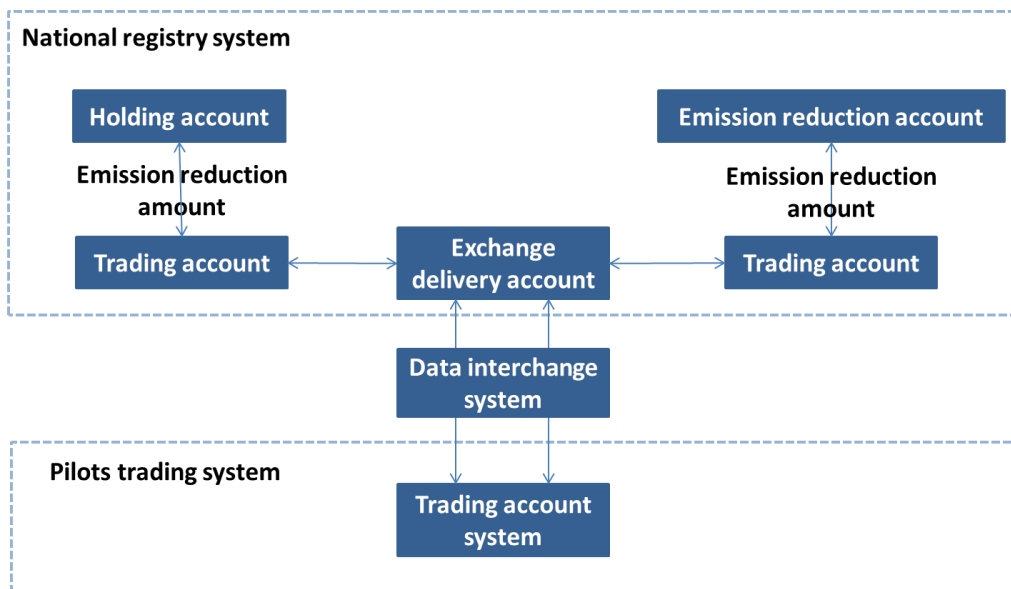 National registry system
Holding account
Emission reduction account
Emission reduction
amount
Emission reduction
amount
Trading account
Exchange
delivery account
Trading account
Data interchange
system
Pilots trading system
Trading account
system